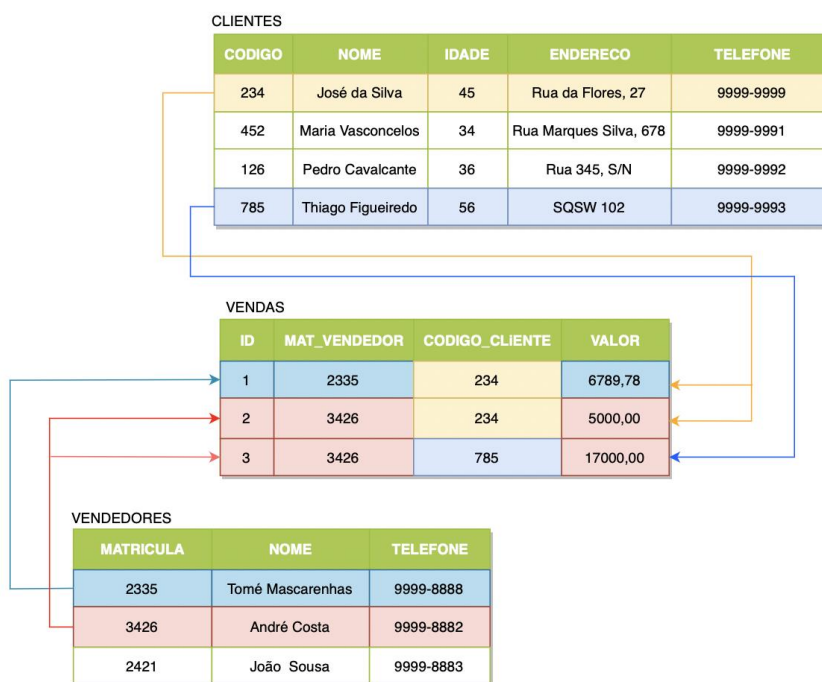 CLIENTES
CODIGO NOME IDADE ENDERECO TELEFONE
234 José da Silva 45 Rua da Flores, 27 9999-9999
452 Maria Vasconcelos 34 Rua Marques Silva, 678 9999-9991
126 Pedro Cavalcante 36 Rua 345, S/N 9999-9992
785 Thiago Figueiredo 56 SQSW 102 9999-9993
VENDAS
ID MAT_VENDEDOR CODIGO_CLIENTE VALOR
1 2335 234 6789,78
2 3426 234 5000,00
3 3426 785 17000,00
VENDEDORES
MATRICULA NOME TELEFONE
2335 Tomé Mascarenhas 9999-8888
3426 André Costa 9999-8882
2421 João Sousa 9999-8883